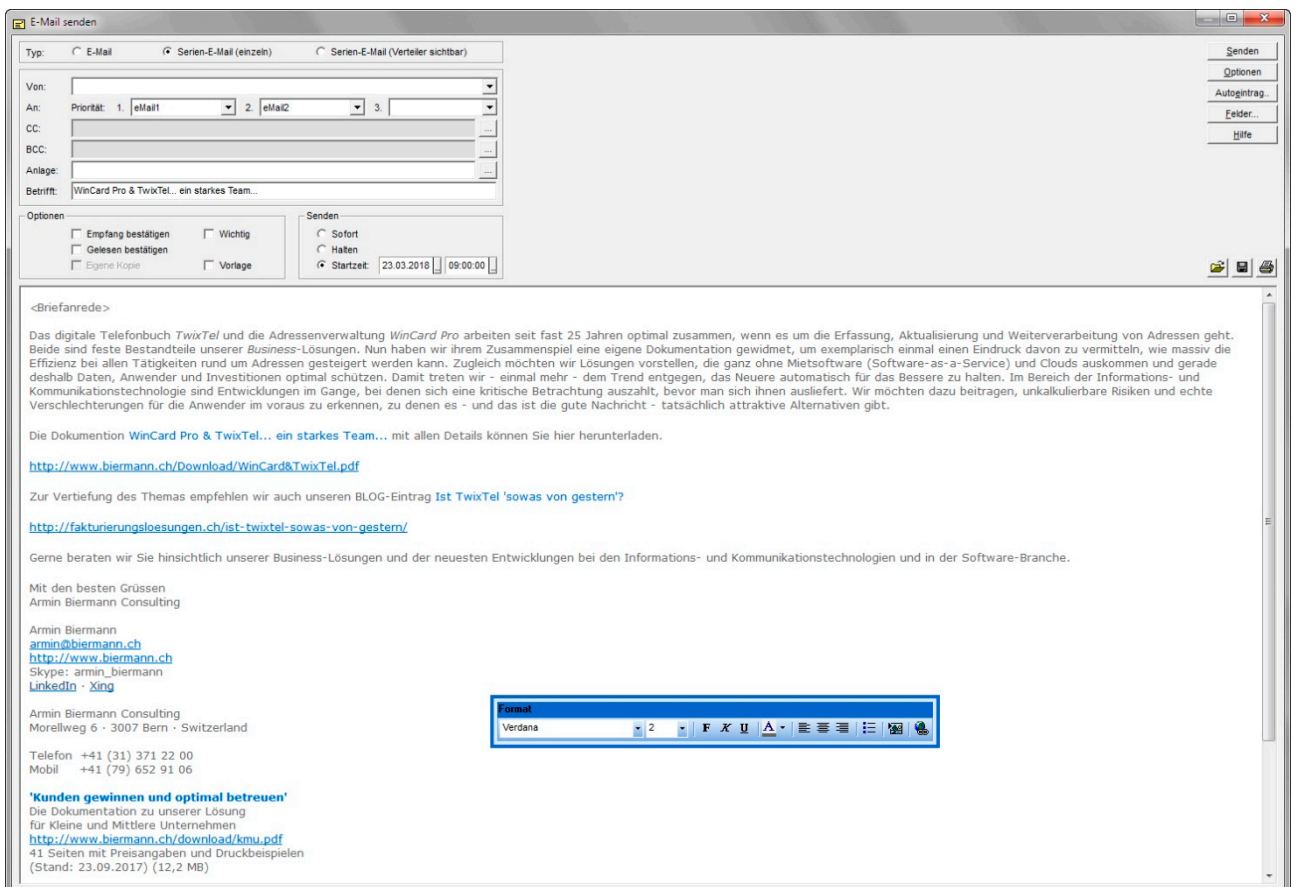 E-Mail senden
Typ: E-Mail Serien-E-Mail (einzeln) Serien-E-Mail (Verteiler sichtbar)
Senden
Optionen
Autogintrag..
Felder...
Hilfe
Von:
An: Priorität: 1. eMail1 2. eMail2 3.
CC: ...
BCC: ...
Anlage: ...
Betrifft: WinCard Pro & TwixTel... ein starkes Team...
Optionen
Empfang bestätigen Wichtig
Gelesen bestätigen
Eigene Kopie Vorlage
Senden
Sofort
Halten
Startzeit: 23.03.2018 ... 09:00:00 ...
<Briefanrede>
Das digitale Telefonbuch TwixTel und die Adressenverwaltung WinCard Pro arbeiten seit fast 25 Jahren optimal zusammen, wenn es um die Erfassung, Aktualisierung und Weiterverarbeitung von Adressen geht.
Beide sind feste Bestandteile unserer Business-Lösungen. Nun haben wir ihrem Zusammenspiel eine eigene Dokumentation gewidmet, um exemplarisch einmal einen Eindruck davon zu vermitteln, wie massiv die
Effizienz bei allen Tätigkeiten rund um Adressen gesteigert werden kann. Zugleich möchten wir Lösungen vorstellen, die ganz ohne Mietsoftware (Software-as-a-Service) und Clouds auskommen und gerade
deshalb Daten, Anwender und Investitionen optimal schützen. Damit treten wir - einmal mehr - dem Trend entgegen, das Neuere automatisch für das Bessere zu halten. Im Bereich der Informations- und
Kommunikationstechnologie sind Entwicklungen im Gange, bei denen sich eine kritische Betrachtung auszahlt, bevor man sich ihnen ausliefert. Wir möchten dazu beitragen, unkalkulierbare Risiken und echte
Verschlechterungen für die Anwender im voraus zu erkennen, zu denen es - und das ist die gute Nachricht - tatsächlich attraktive Alternativen gibt.
Die Dokumention WinCard Pro & TwixTel... ein starkes Team... mit allen Details können Sie hier herunterladen.
http://www.biermann.ch/Download/WinCard&TwixTel.pdf
Zur Vertiefung des Themas empfehlen wir auch unseren BLOG-Eintrag Ist TwixTel 'sowas von gestern'?
http://fakturierungsloesungen.ch/ist-twixtel-sowas-von-gestern/
Gerne beraten wir Sie hinsichtlich unserer Business-Lösungen und der neuesten Entwicklungen bei den Informations- und Kommunikationstechnologien und in der Software-Branche.
Mit den besten Grüssen
Armin Biermann Consulting
Armin Biermann
armin@biermann.ch
http://www.biermann.ch
Skype: armin_biermann
LinkedIn · Xing
Armin Biermann Consulting
Morellweg 6 · 3007 Bern · Switzerland
Telefon +41 (31) 371 22 00
Mobil +41 (79) 652 91 06
Format
Verdana 2 F K U A
'Kunden gewinnen und optimal betreuen'
Die Dokumentation zu unserer Lösung
für Kleine und Mittlere Unternehmen
http://www.biermann.ch/download/kmu.pdf
41 Seiten mit Preisangaben und Druckbeispielen
(Stand: 23.09.2017) (12,2 MB)